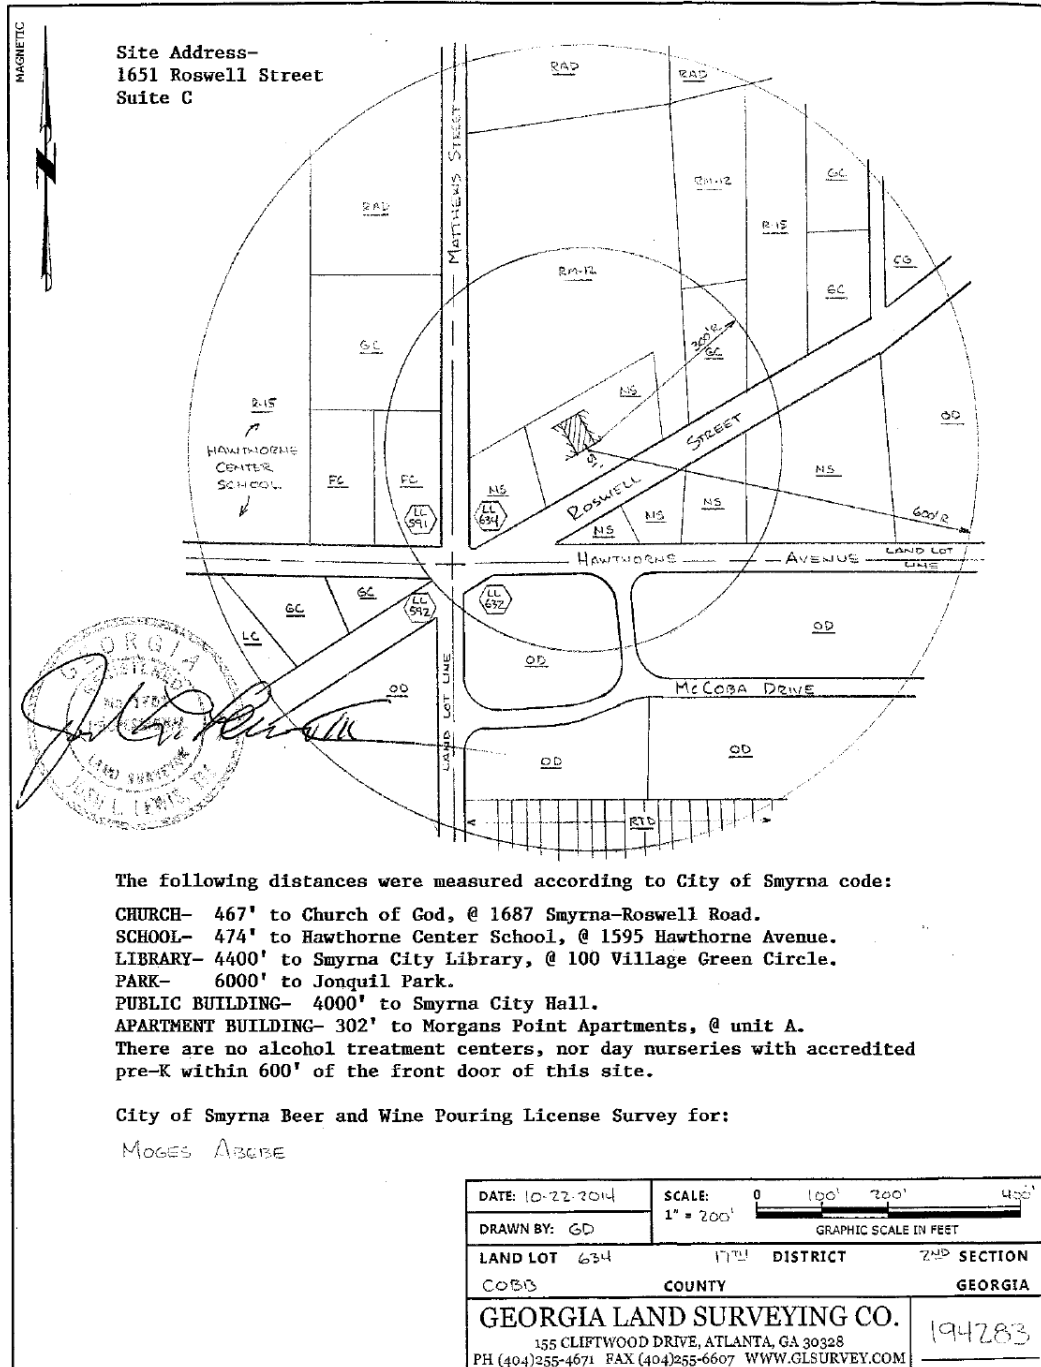 MAGNETIC
Site Address-
1651 Roswell Street
Suite C
RAD
RAD
MATTHEWS STREET
RAD
RM-12
GC
R-15
RM-12
CG
GC
GC
300'R
GC
R-15
NS
OD
STREET
HAWTHORNE
CENTER
SCHOOL
FC
FC
NS
51'
ROSWELL
NS
NS
NS
NS
600'R
LL
591
LL
634
HAWTHORNE AVENUE
LAND LOT
LINE
GC
GC
LC
LL
592
LL
632
OD
OD
OD
McCOBA DRIVE
LAND LOT LINE
OD
OD
RTD
GEORGIA
REGISTERED
LAND SURVEYOR
The following distances were measured according to City of Smyrna code:
CHURCH- 467' to Church of God, @ 1687 Smyrna-Roswell Road.
SCHOOL- 474' to Hawthorne Center School, @ 1595 Hawthorne Avenue.
LIBRARY- 4400' to Smyrna City Library, @ 100 Village Green Circle.
PARK- 6000' to Jonquil Park.
PUBLIC BUILDING- 4000' to Smyrna City Hall.
APARTMENT BUILDING- 302' to Morgans Point Apartments, @ unit A.
There are no alcohol treatment centers, nor day nurseries with accredited
pre-K within 600' of the front door of this site.
City of Smyrna Beer and Wine Pouring License Survey for:
MOGES ABEBE
DATE: 10-22-2014
SCALE: 0 100' 200' 400'
1" = 200'
DRAWN BY: GD
GRAPHIC SCALE IN FEET
LAND LOT 634 17TH DISTRICT 2ND SECTION
COBB COUNTY GEORGIA
GEORGIA LAND SURVEYING CO.
155 CLIFTWOOD DRIVE, ATLANTA, GA 30328
PH (404)255-4671 FAX (404)255-6607 WWW.GLSURVEY.COM
194283